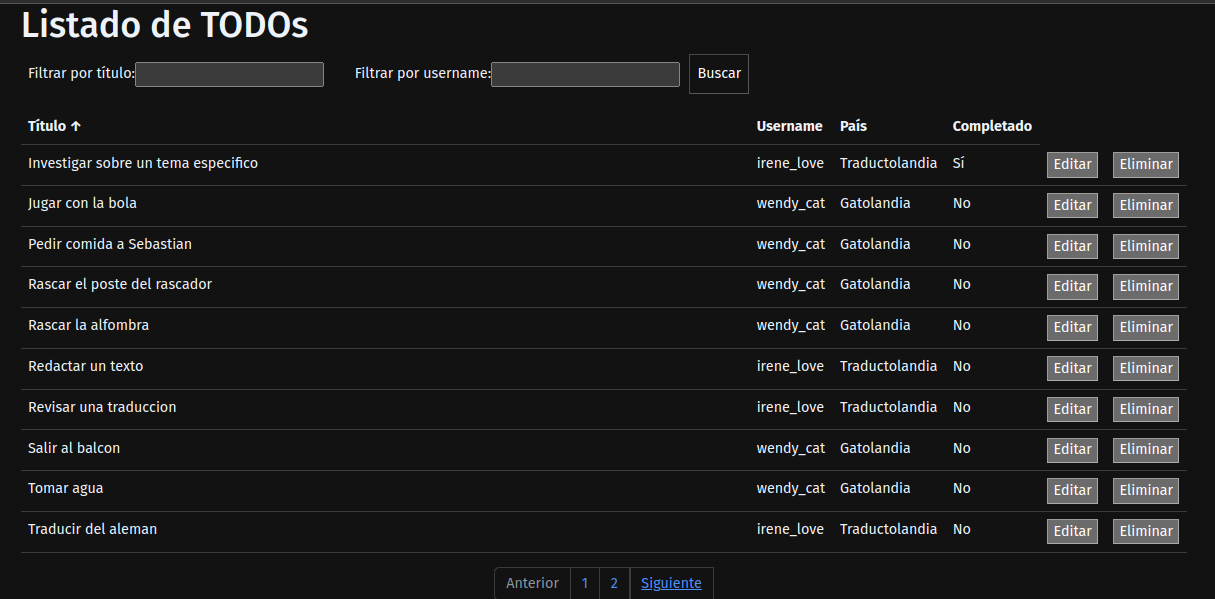 Listado de TODOs
Filtrar por título: Filtrar por username: Buscar
Título ↑ Username País Completado
Investigar sobre un tema especifico irene_love Traductolandia Sí Editar Eliminar
Jugar con la bola wendy_cat Gatolandia No Editar Eliminar
Pedir comida a Sebastian wendy_cat Gatolandia No Editar Eliminar
Rascar el poste del rascador wendy_cat Gatolandia No Editar Eliminar
Rascar la alfombra wendy_cat Gatolandia No Editar Eliminar
Redactar un texto irene_love Traductolandia No Editar Eliminar
Revisar una traduccion irene_love Traductolandia No Editar Eliminar
Salir al balcon wendy_cat Gatolandia No Editar Eliminar
Tomar agua wendy_cat Gatolandia No Editar Eliminar
Traducir del aleman irene_love Traductolandia No Editar Eliminar
Anterior 1 2 Siguiente